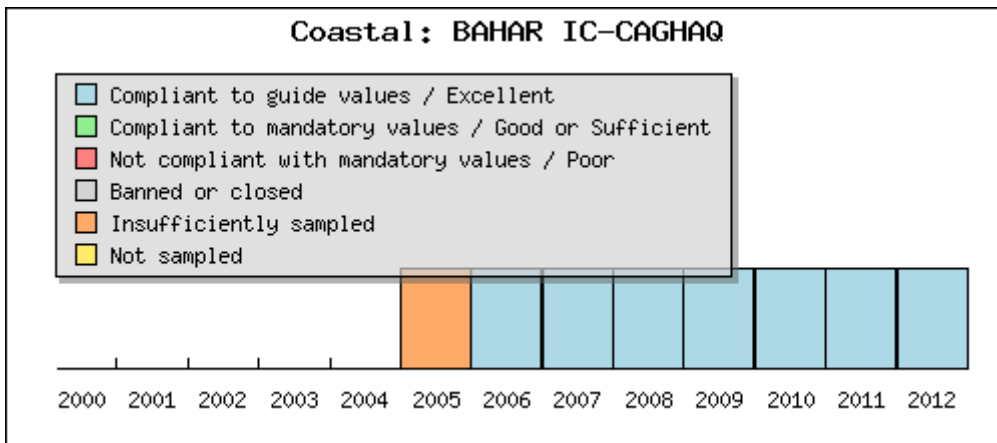 Coastal: BAHAR IC-CAGHAQ
Compliant to guide values / Excellent
Compliant to mandatory values / Good or Sufficient
Not compliant with mandatory values / Poor
Banned or closed
Insufficiently sampled
Not sampled
2000 2001 2002 2003 2004 2005 2006 2007 2008 2009 2010 2011 2012